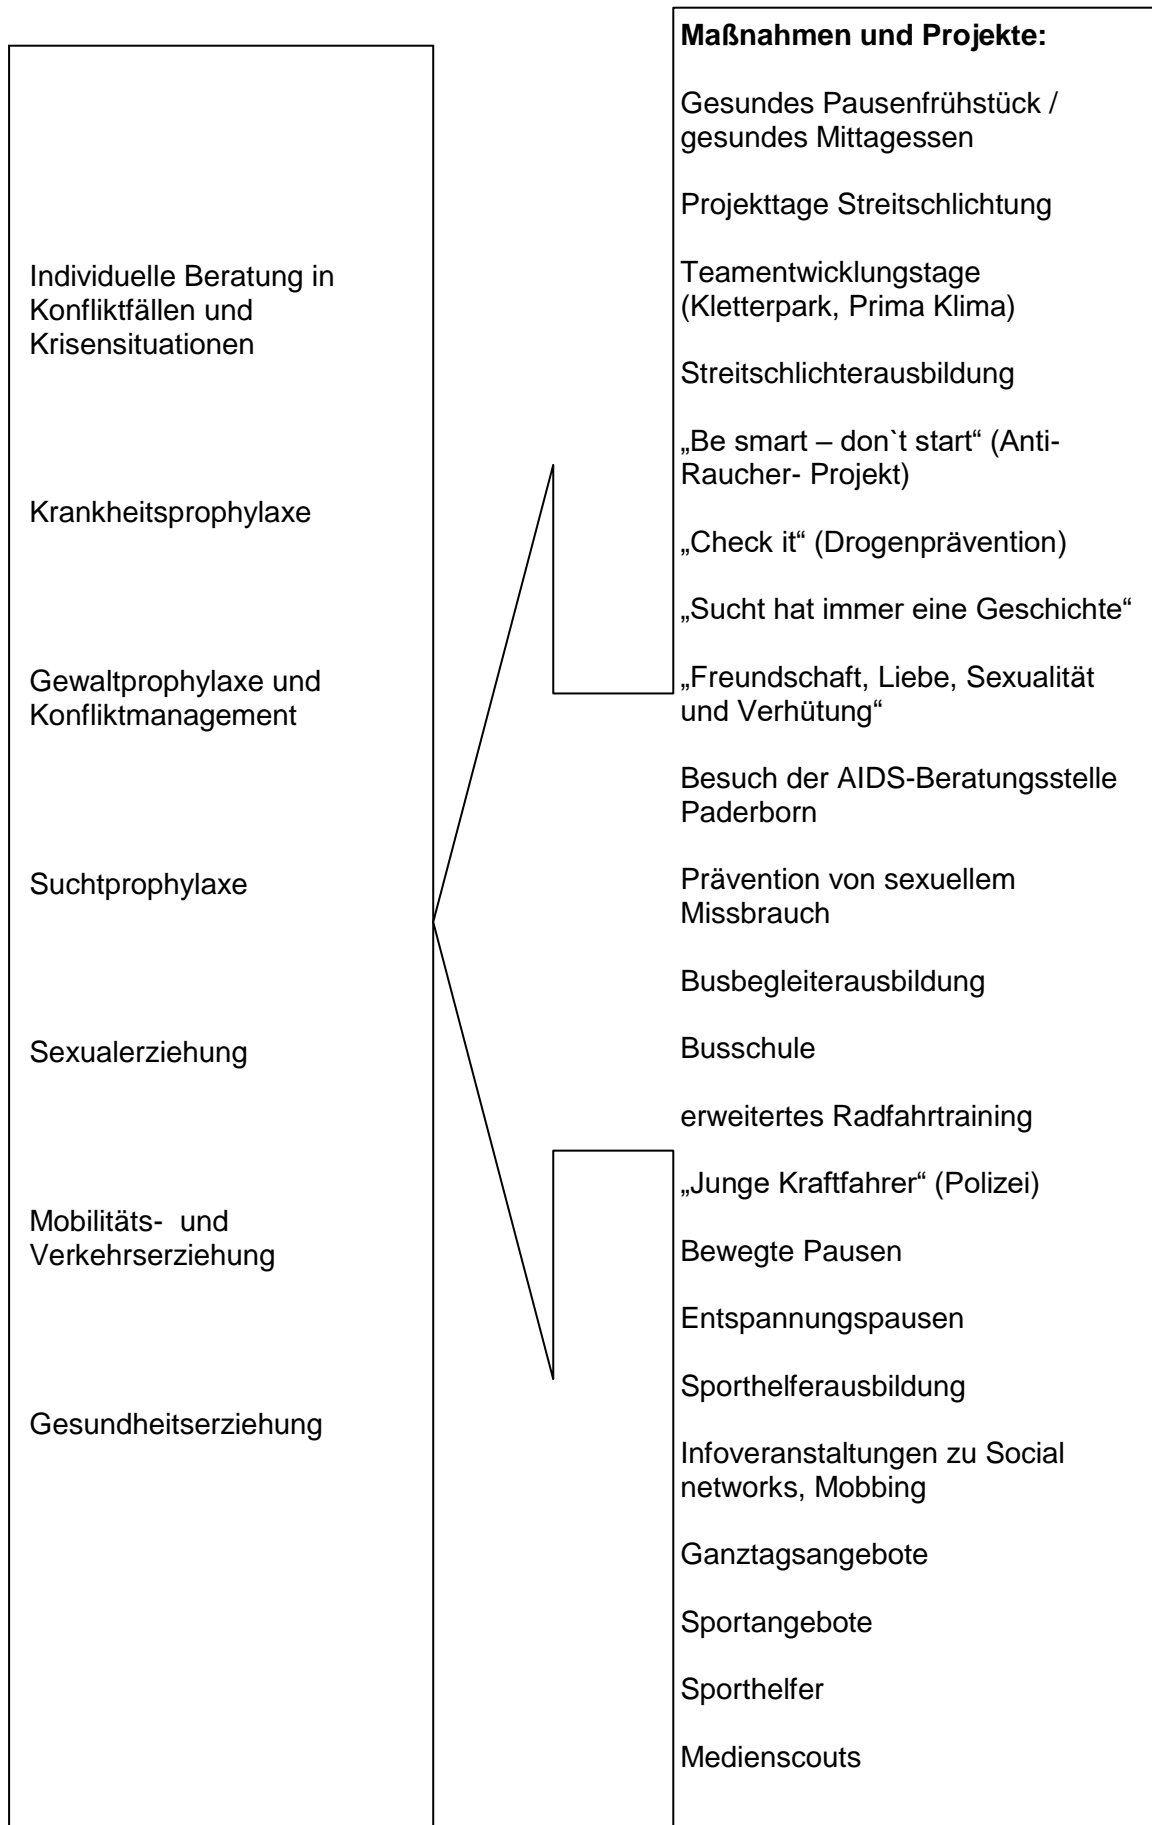 Individuelle Beratung in
Konfliktfällen und
Krisensituationen
Krankheitsprophylaxe
Gewaltprophylaxe und
Konfliktmanagement
Suchtprophylaxe
Sexualerziehung
Mobilitäts-  und
Verkehrserziehung
Gesundheitserziehung
Maßnahmen und Projekte:
Gesundes Pausenfrühstück /
gesundes Mittagessen
Projekttage Streitschlichtung
Teamentwicklungstage
(Kletterpark, Prima Klima)
Streitschlichterausbildung
„Be smart – don`t start“ (Anti-
Raucher- Projekt)
„Check it“ (Drogenprävention)
„Sucht hat immer eine Geschichte“
„Freundschaft, Liebe, Sexualität
und Verhütung“
Besuch der AIDS-Beratungsstelle
Paderborn
Prävention von sexuellem
Missbrauch
Busbegleiterausbildung
Busschule
erweitertes Radfahrtraining
„Junge Kraftfahrer“ (Polizei)
Bewegte Pausen
Entspannungspausen
Sporthelferausbildung
Infoveranstaltungen zu Social
networks, Mobbing
Ganztagsangebote
Sportangebote
Sporthelfer
Medienscouts